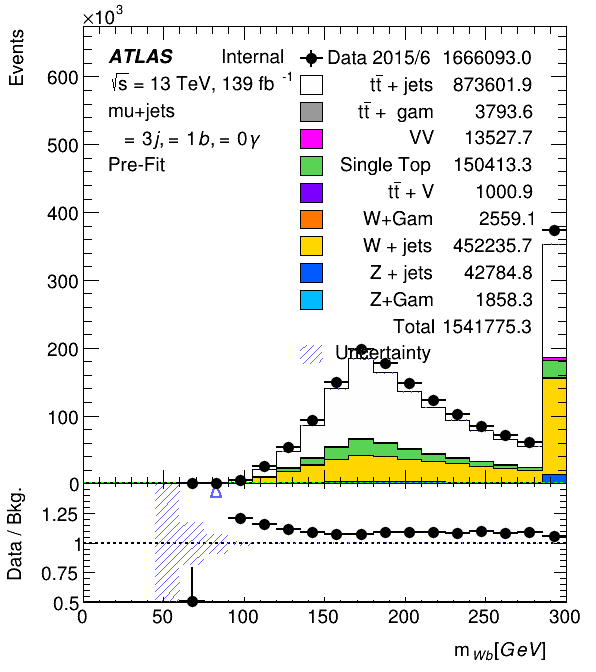 ×10³
Events
ATLAS Internal
√s = 13 TeV, 139 fb⁻¹
mu+jets
= 3j, = 1b, = 0γ
Pre-Fit
Data 2015/6 1666093.0
tt̄ + jets 873601.9
tt̄ + gam 3793.6
VV 13527.7
Single Top 150413.3
tt̄ + V 1000.9
W+Gam 2559.1
W + jets 452235.7
Z + jets 42784.8
Z+Gam 1858.3
Total 1541775.3
Uncertainty
600
500
400
300
200
100
0
Data / Bkg.
1.25
1
0.75
0.5
0 50 100 150 200 250 300
m_Wb[GeV]